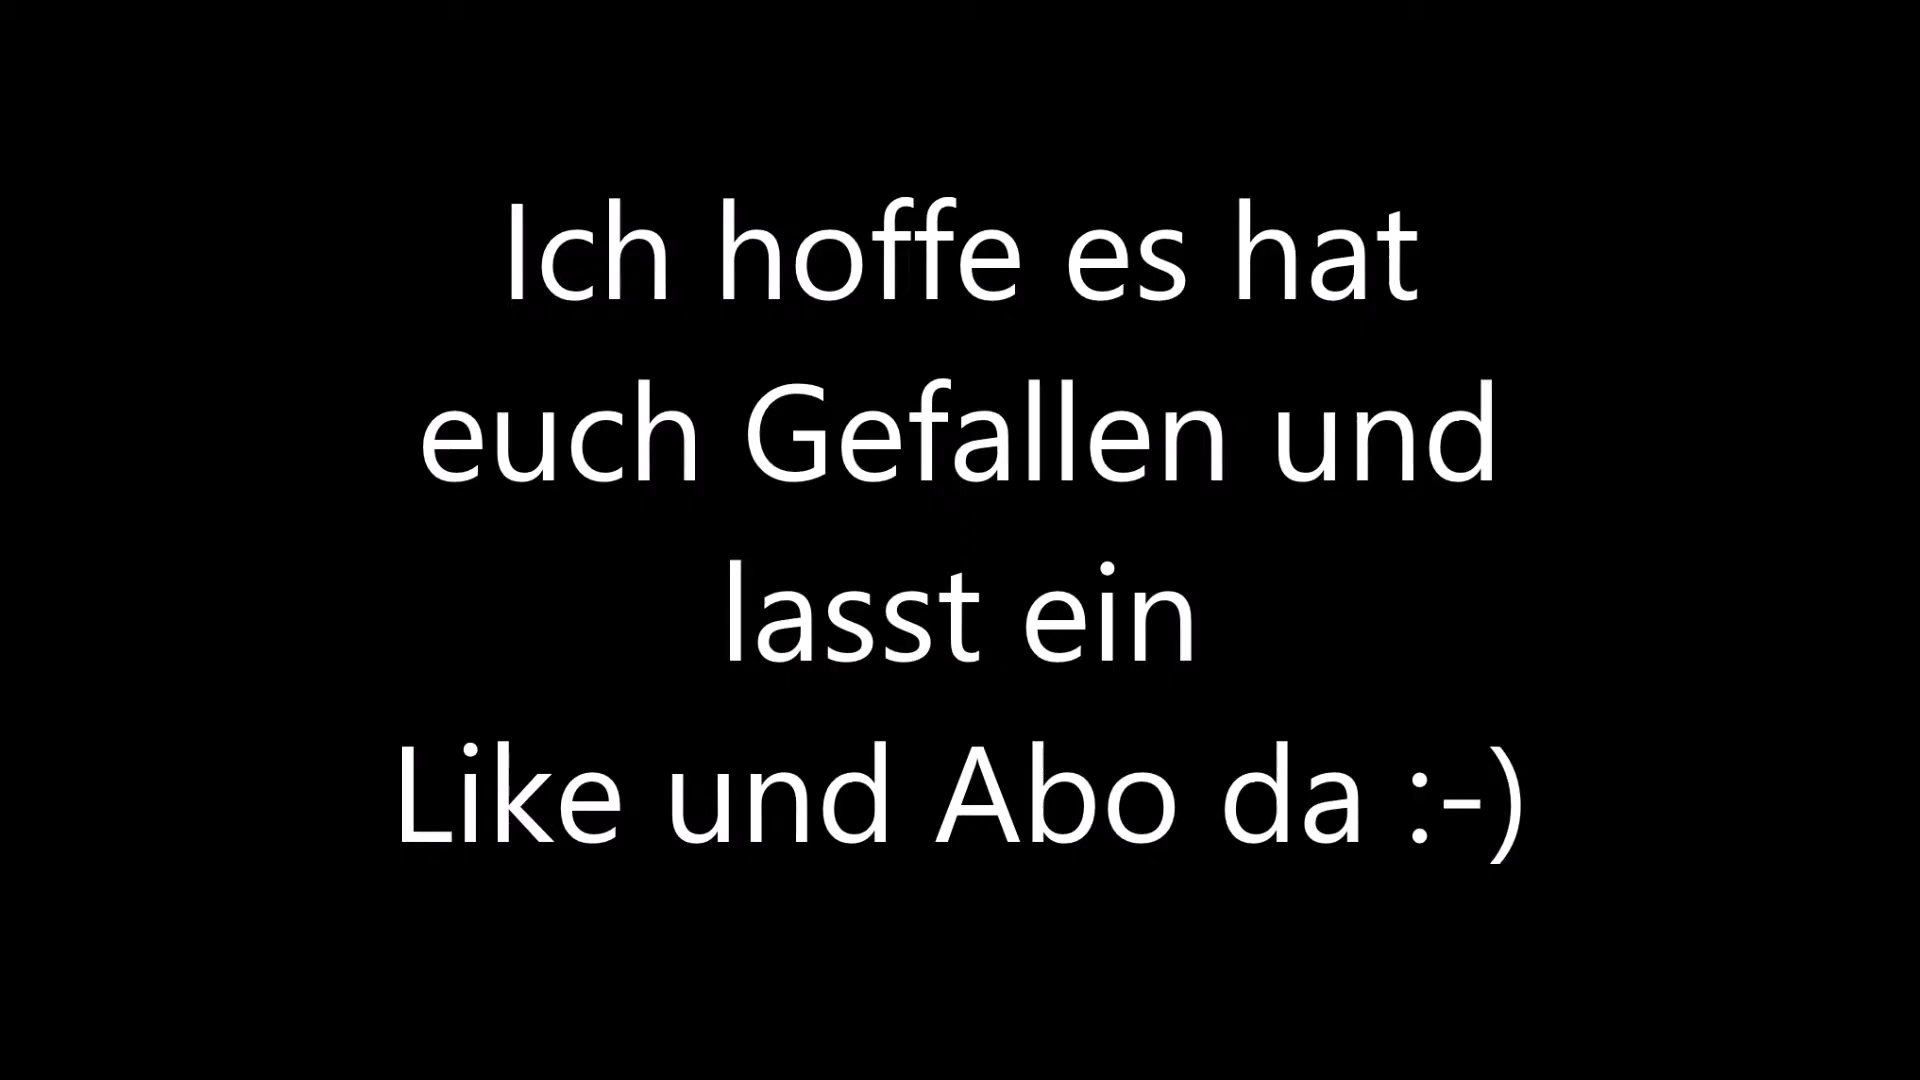 Ich hoffe es hat
euch Gefallen und
lasst ein
Like und Abo da :-)